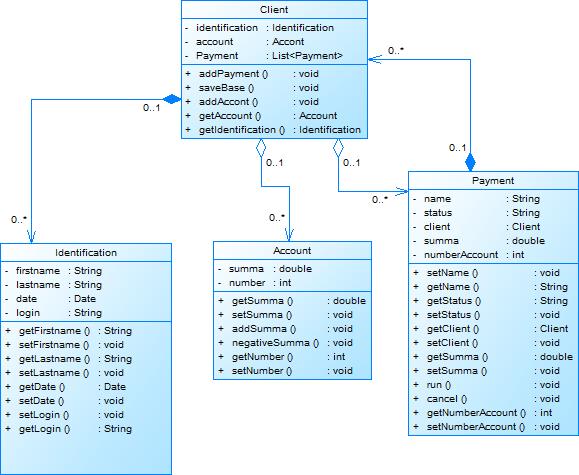 Client
- identification : Identification
- account : Accont
- Payment : List<Payment>
+ addPayment () : void
+ saveBase () : void
+ addAccont () : void
+ getAccount () : Account
+ getIdentification () : Identification
0..*
0..1
0..1
0..1
0..1
0..*
0..*
0..*
Identification
- firstname : String
- lastname : String
- date : Date
- login : String
+ getFirstname () : String
+ setFirstname () : void
+ getLastname () : String
+ setLastname () : void
+ getDate () : Date
+ setDate () : void
+ setLogin () : void
+ getLogin () : String
Account
- summa : double
- number : int
+ getSumma () : double
+ setSumma () : void
+ addSumma () : void
+ negativeSumma () : void
+ getNumber () : int
+ setNumber () : void
Payment
- name : String
- status : String
- client : Client
- summa : double
- numberAccount : int
+ setName () : void
+ getName () : String
+ getStatus () : String
+ setStatus () : void
+ getClient () : Client
+ setClient () : void
+ getSumma () : double
+ setSumma () : void
+ run () : void
+ cancel () : void
+ getNumberAccount () : int
+ setNumberAccount () : void